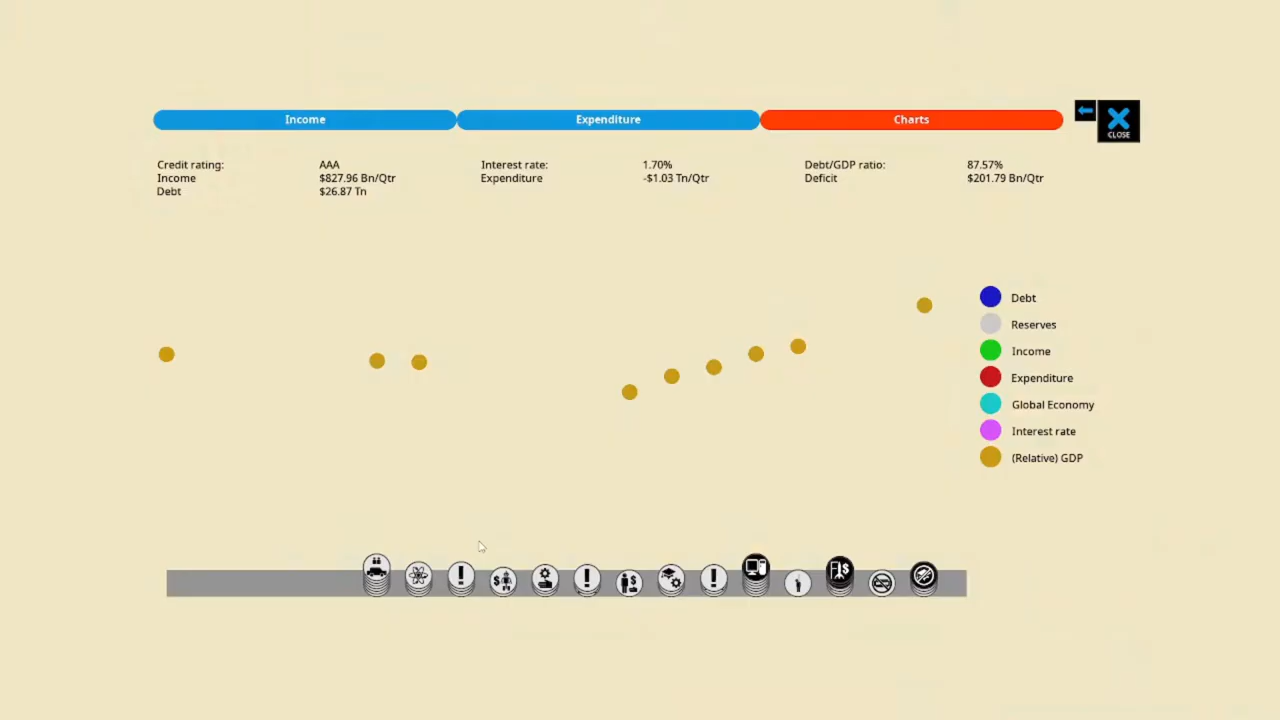 Income Expenditure Charts
CLOSE
Credit rating: AAA Interest rate: 1.70% Debt/GDP ratio: 87.57%
Income $827.96 Bn/Qtr Expenditure -$1.03 Tn/Qtr Deficit $201.79 Bn/Qtr
Debt $26.87 Tn
Debt
Reserves
Income
Expenditure
Global Economy
Interest rate
(Relative) GDP